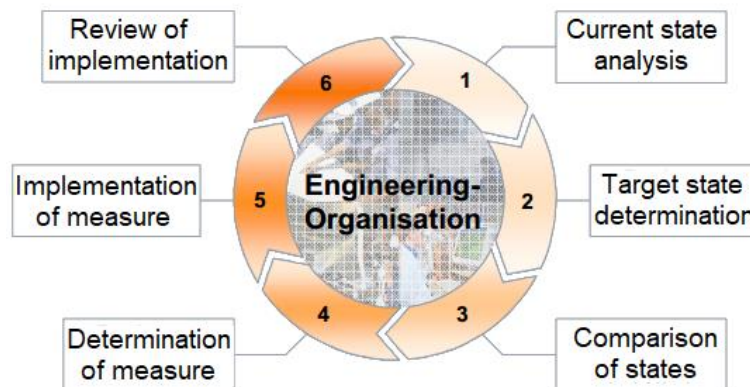 Review of
implementation
6
1
Current state
analysis
Implementation
of measure
5
Engineering-
Organisation
2
Target state
determination
Determination
of measure
4
3
Comparison
of states